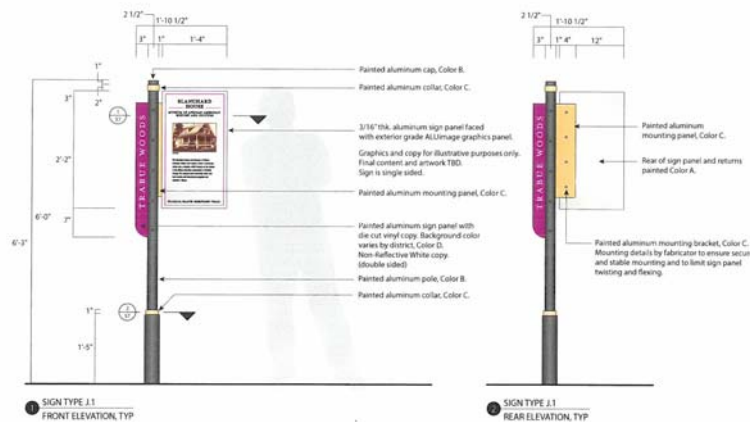 2 1/2"
1'-10 1/2"
3"
1"
1'-4"
1"
3"
2"
2'-2"
7"
6'-0"
6'-3"
1"
1'-5"
1
S7
2
S7
TRABUE WOODS
BLANCHARD
HOUSE
Painted aluminum cap, Color B.
Painted aluminum collar, Color C.
3/16" thk. aluminum sign panel faced
with exterior grade ALUimage graphics panel.
Graphics and copy for illustrative purposes only.
Final content and artwork TBD.
Sign is single sided.
Painted aluminum mounting panel, Color C.
Painted aluminum sign panel with
die cut vinyl copy. Background color
varies by district, Color D.
Non-Reflective White copy.
(double sided)
Painted aluminum pole, Color B.
Painted aluminum collar, Color C.
1
SIGN TYPE J.1
FRONT ELEVATION, TYP
2 1/2"
1'-10 1/2"
3"
1"
4"
12"
TRABUE WOODS
Painted aluminum
mounting panel, Color C.
Rear of sign panel and returns
painted Color A.
Painted aluminum mounting bracket, Color C.
Mounting details by fabricator to ensure secur
and stable mounting and to limit sign panel
twisting and flexing.
2
SIGN TYPE J.1
REAR ELEVATION, TYP